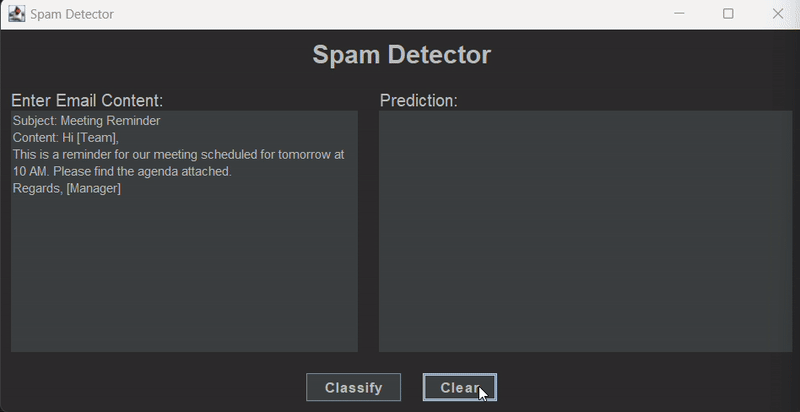 Spam Detector
Spam Detector
Enter Email Content:
Subject: Meeting Reminder
Content: Hi [Team],
This is a reminder for our meeting scheduled for tomorrow at
10 AM. Please find the agenda attached.
Regards, [Manager]
Prediction:
Classify
Clear